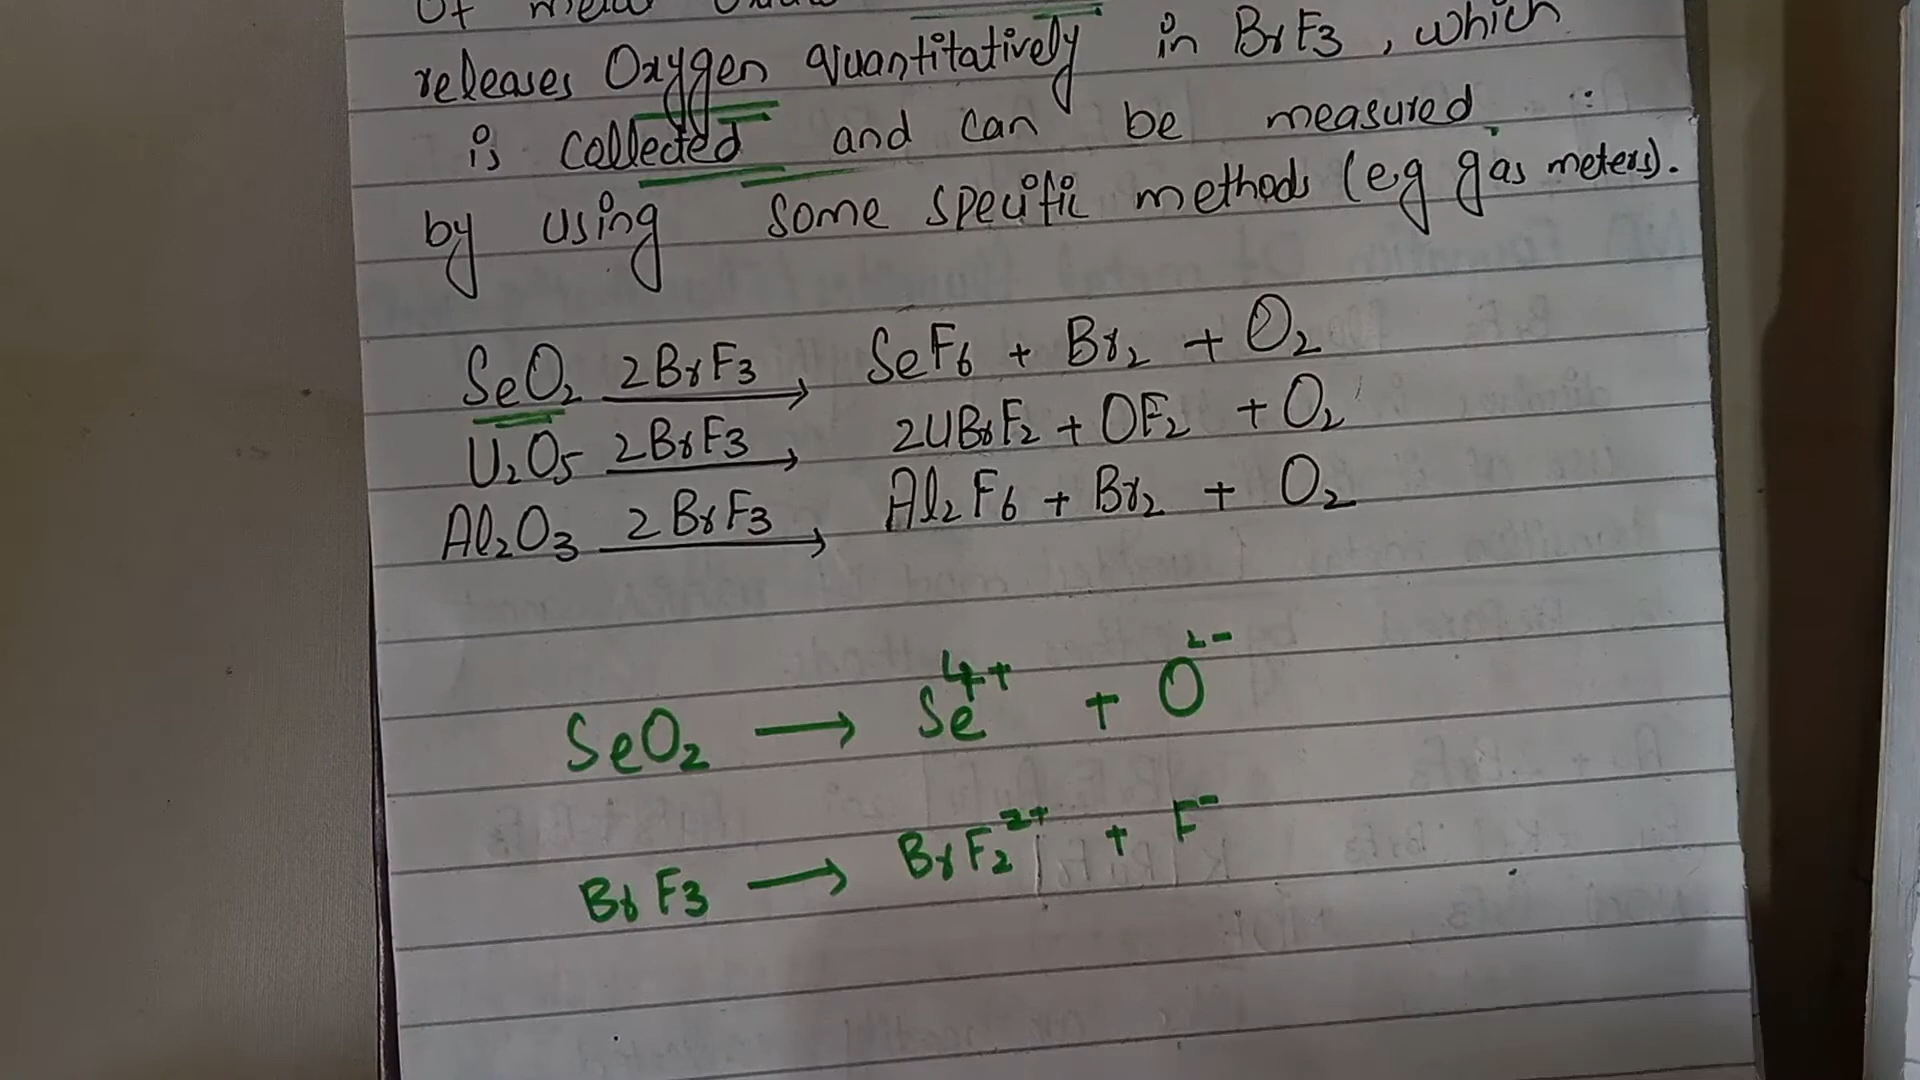 releases Oxygen quantitatively in BrF3, which
is collected and can be measured
by using some specific methods (eg gas meters).
SeO2 2BrF3 → SeF6 + Br2 + O2
U2O5 2BrF3 → 2UBrF2 + OF2 + O2
Al2O3 2BrF3 → Al2F6 + Br2 + O2
SeO2 → Se4+ + O2-
BrF3 → BrF2 2+ + F-